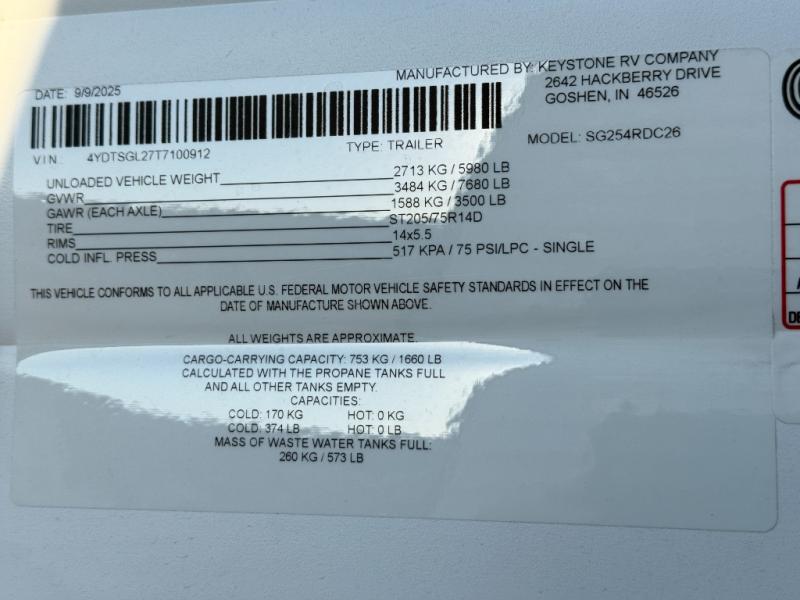 MANUFACTURED BY: KEYSTONE RV COMPANY
2642 HACKBERRY DRIVE
GOSHEN, IN 46526
DATE: 9/9/2025
VIN.: 4YDTSGL27T7100912
TYPE: TRAILER
MODEL: SG254RDC26
UNLOADED VEHICLE WEIGHT 2713 KG / 5980 LB
GVWR 3484 KG / 7680 LB
GAWR (EACH AXLE) 1588 KG / 3500 LB
TIRE ST205/75R14D
RIMS 14x5.5
COLD INFL. PRESS 517 KPA / 75 PSI/LPC - SINGLE
THIS VEHICLE CONFORMS TO ALL APPLICABLE U.S. FEDERAL MOTOR VEHICLE SAFETY STANDARDS IN EFFECT ON THE
DATE OF MANUFACTURE SHOWN ABOVE.
ALL WEIGHTS ARE APPROXIMATE.
CARGO-CARRYING CAPACITY: 753 KG / 1660 LB
CALCULATED WITH THE PROPANE TANKS FULL
AND ALL OTHER TANKS EMPTY.
CAPACITIES:
COLD: 170 KG HOT: 0 KG
COLD: 374 LB HOT: 0 LB
MASS OF WASTE WATER TANKS FULL:
260 KG / 573 LB